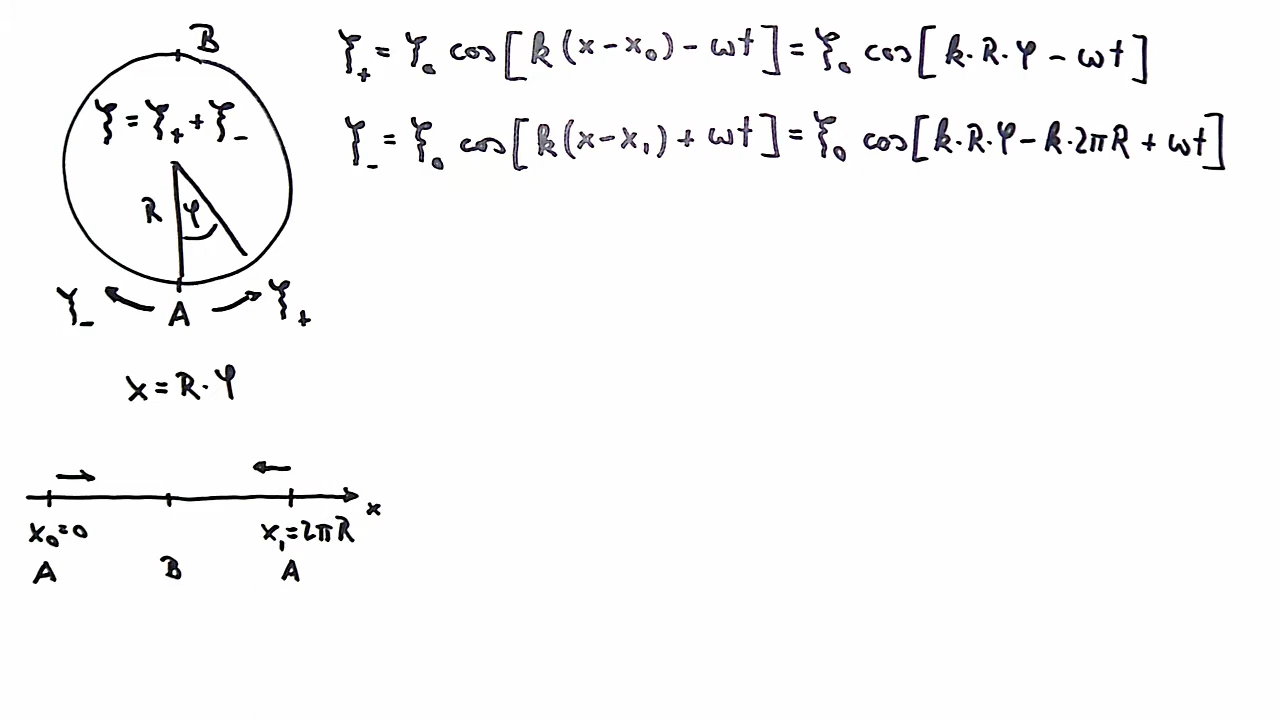 B
ξ₊ = ξ₀ cos[k(x-x₀) - ωt] = ξ₀ cos[k·R·φ - ωt]
ξ = ξ₊ + ξ₋
ξ₋ = ξ₀ cos[k(x-x₁) + ωt] = ξ₀ cos[k·R·φ - k·2πR + ωt]
R φ
ξ₋ A ξ₊
x = R·φ
x
x₀=0 x₁=2πR
A B A